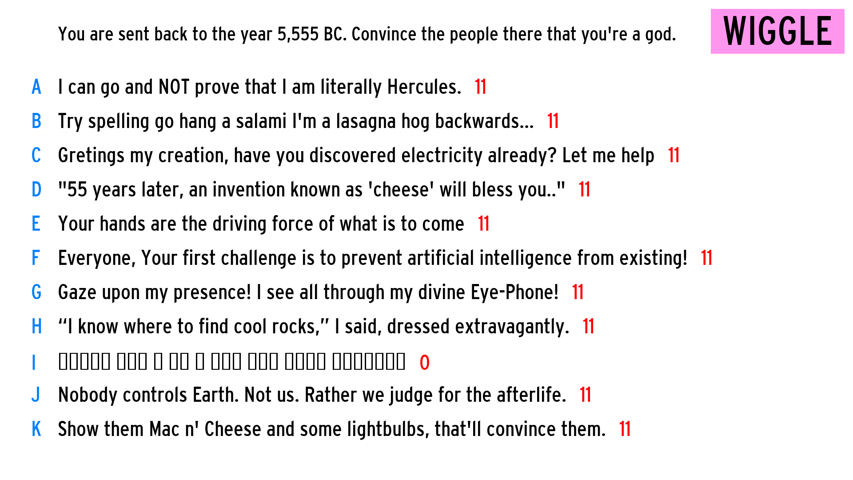 You are sent back to the year 5,555 BC. Convince the people there that you're a god.
WIGGLE
A I can go and NOT prove that I am literally Hercules. 11
B Try spelling go hang a salami I'm a lasagna hog backwards... 11
C Gretings my creation, have you discovered electricity already? Let me help 11
D "55 years later, an invention known as 'cheese' will bless you.." 11
E Your hands are the driving force of what is to come 11
F Everyone, Your first challenge is to prevent artificial intelligence from existing! 11
G Gaze upon my presence! I see all through my divine Eye-Phone! 11
H “I know where to find cool rocks,” I said, dressed extravagantly. 11
I 0
J Nobody controls Earth. Not us. Rather we judge for the afterlife. 11
K Show them Mac n' Cheese and some lightbulbs, that'll convince them. 11